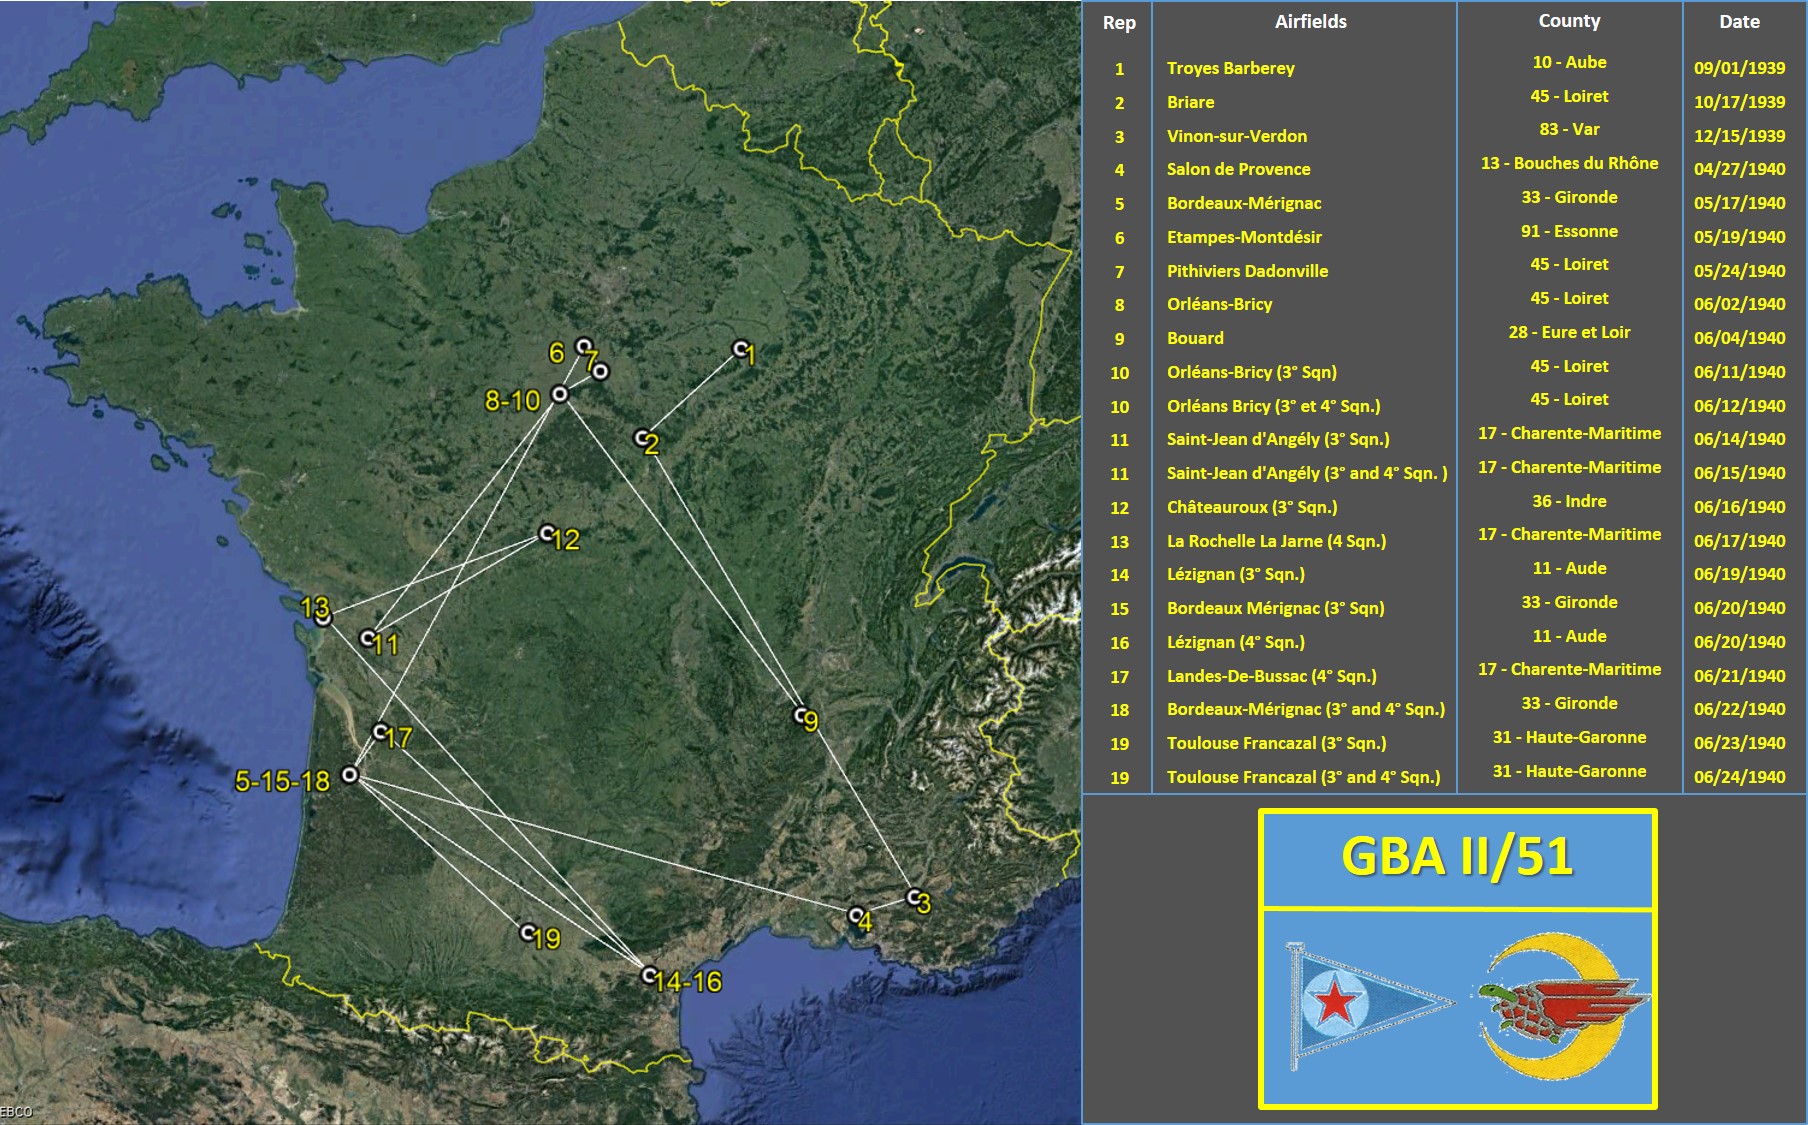 6
7
1
8-10
2
12
13
11
9
17
5-15-18
3
4
19
14-16
EBCO
Rep Airfields County Date
1 Troyes Barberey 10 - Aube 09/01/1939
2 Briare 45 - Loiret 10/17/1939
3 Vinon-sur-Verdon 83 - Var 12/15/1939
4 Salon de Provence 13 - Bouches du Rhône 04/27/1940
5 Bordeaux-Mérignac 33 - Gironde 05/17/1940
6 Etampes-Montdésir 91 - Essonne 05/19/1940
7 Pithiviers Dadonville 45 - Loiret 05/24/1940
8 Orléans-Bricy 45 - Loiret 06/02/1940
9 Bouard 28 - Eure et Loir 06/04/1940
10 Orléans-Bricy (3° Sqn) 45 - Loiret 06/11/1940
10 Orléans Bricy (3° et 4° Sqn.) 45 - Loiret 06/12/1940
11 Saint-Jean d'Angély (3° Sqn.) 17 - Charente-Maritime 06/14/1940
11 Saint-Jean d'Angély (3° and 4° Sqn. ) 17 - Charente-Maritime 06/15/1940
12 Châteauroux (3° Sqn.) 36 - Indre 06/16/1940
13 La Rochelle La Jarne (4 Sqn.) 17 - Charente-Maritime 06/17/1940
14 Lézignan (3° Sqn.) 11 - Aude 06/19/1940
15 Bordeaux Mérignac (3° Sqn) 33 - Gironde 06/20/1940
16 Lézignan (4° Sqn.) 11 - Aude 06/20/1940
17 Landes-De-Bussac (4° Sqn.) 17 - Charente-Maritime 06/21/1940
18 Bordeaux-Mérignac (3° and 4° Sqn.) 33 - Gironde 06/22/1940
19 Toulouse Francazal (3° Sqn.) 31 - Haute-Garonne 06/23/1940
19 Toulouse Francazal (3° and 4° Sqn.) 31 - Haute-Garonne 06/24/1940
GBA II/51